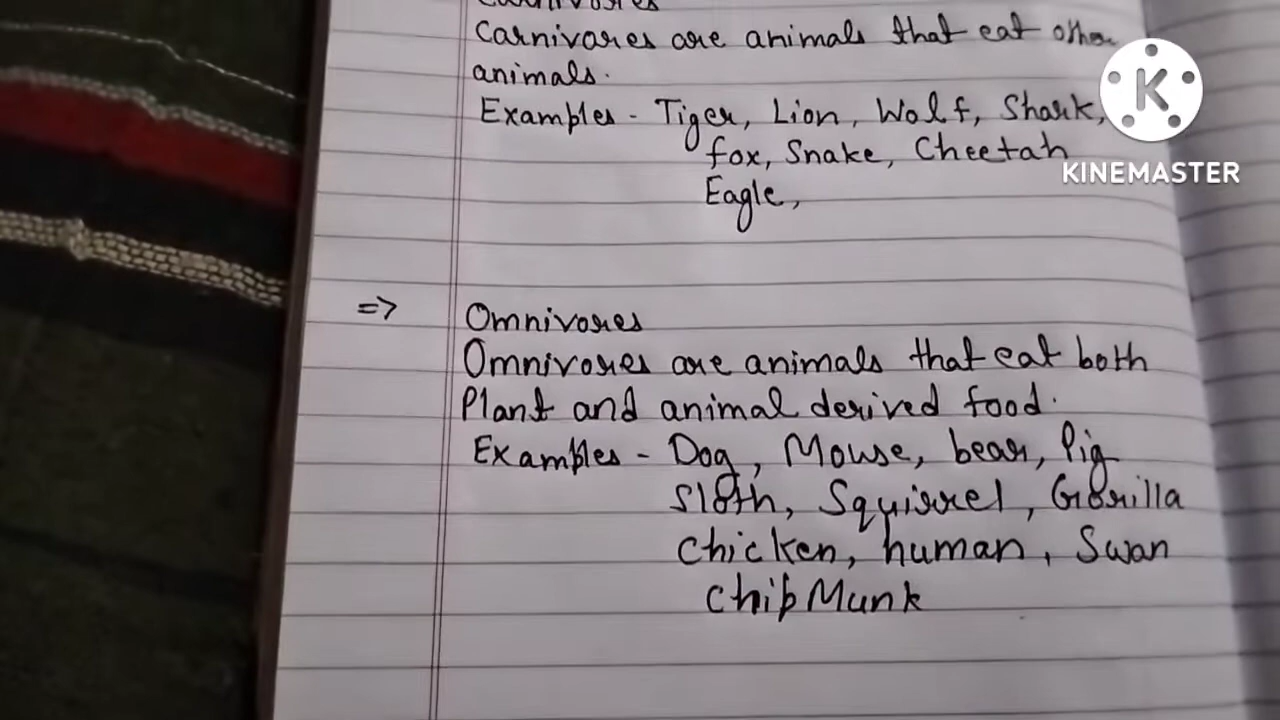 Carnivores
Carnivores are animals that eat other
animals.
Examples - Tiger, Lion, Wolf, Shark,
fox, Snake, Cheetah
Eagle,
K
KINEMASTER
=> Omnivores
Omnivores are animals that eat both
Plant and animal derived food.
Examples - Dog, Mouse, bear, Pig
Sloth, Squirrel, Gorilla
Chicken, human, Swan
ChipMunk